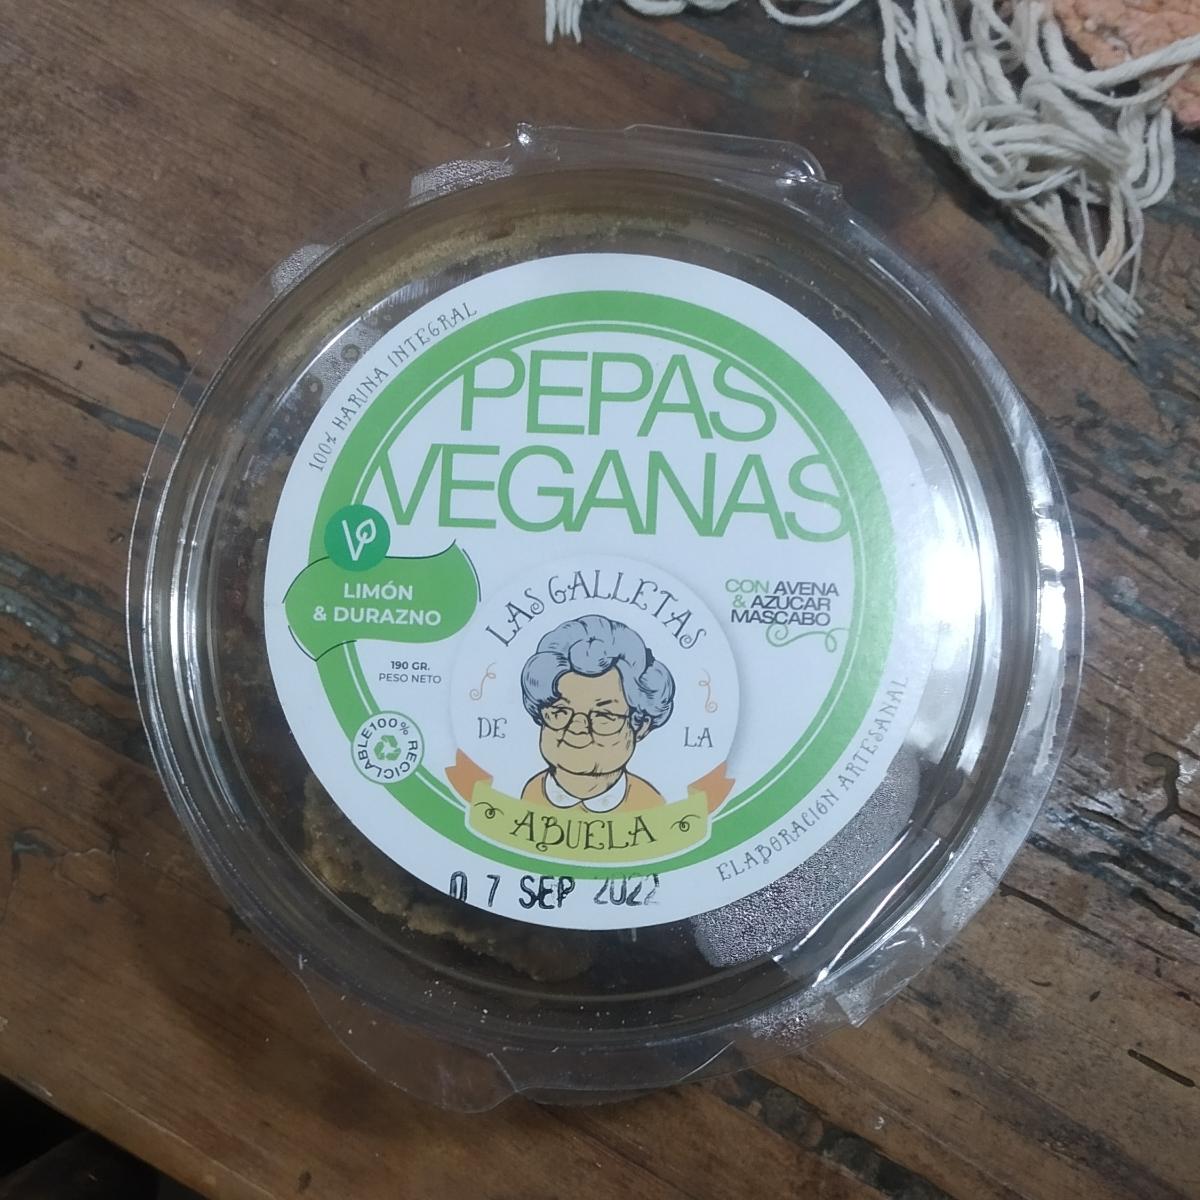 100% HARINA INTEGRAL
PEPAS
VEGANAS
LIMÓN
& DURAZNO
190 GR.
PESO NETO
100% RECICLABLE
LAS GALLETAS
DE LA
ABUELA
CON AVENA
& AZUCAR
MASCABO
ELABORACIÓN ARTESANAL
07 SEP 2022